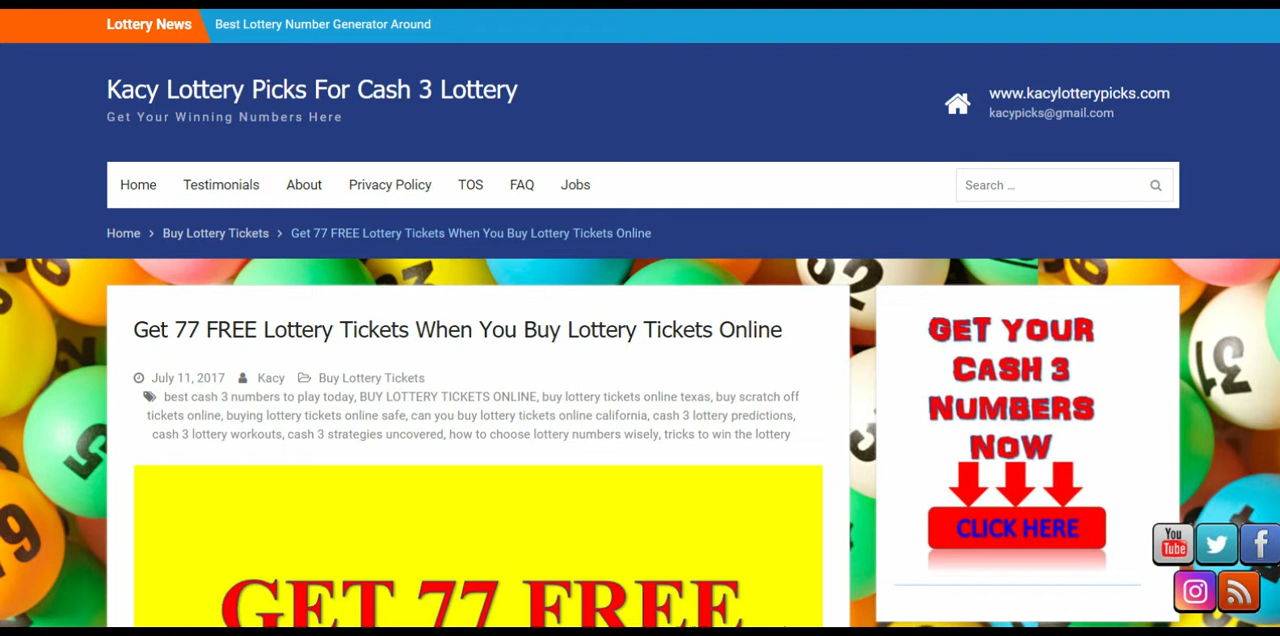 Lottery News Best Lottery Number Generator Around
Kacy Lottery Picks For Cash 3 Lottery
Get Your Winning Numbers Here
www.kacylotterypicks.com
kacypicks@gmail.com
Home Testimonials About Privacy Policy TOS FAQ Jobs Search ...
Home > Buy Lottery Tickets > Get 77 FREE Lottery Tickets When You Buy Lottery Tickets Online
Get 77 FREE Lottery Tickets When You Buy Lottery Tickets Online
July 11, 2017 Kacy Buy Lottery Tickets
best cash 3 numbers to play today, BUY LOTTERY TICKETS ONLINE, buy lottery tickets online texas, buy scratch off
tickets online, buying lottery tickets online safe, can you buy lottery tickets online california, cash 3 lottery predictions,
cash 3 lottery workouts, cash 3 strategies uncovered, how to choose lottery numbers wisely, tricks to win the lottery
GET 77 FREE
GET YOUR
CASH 3
NUMBERS
NOW
CLICK HERE
You
Tube
32
31
5
19
6